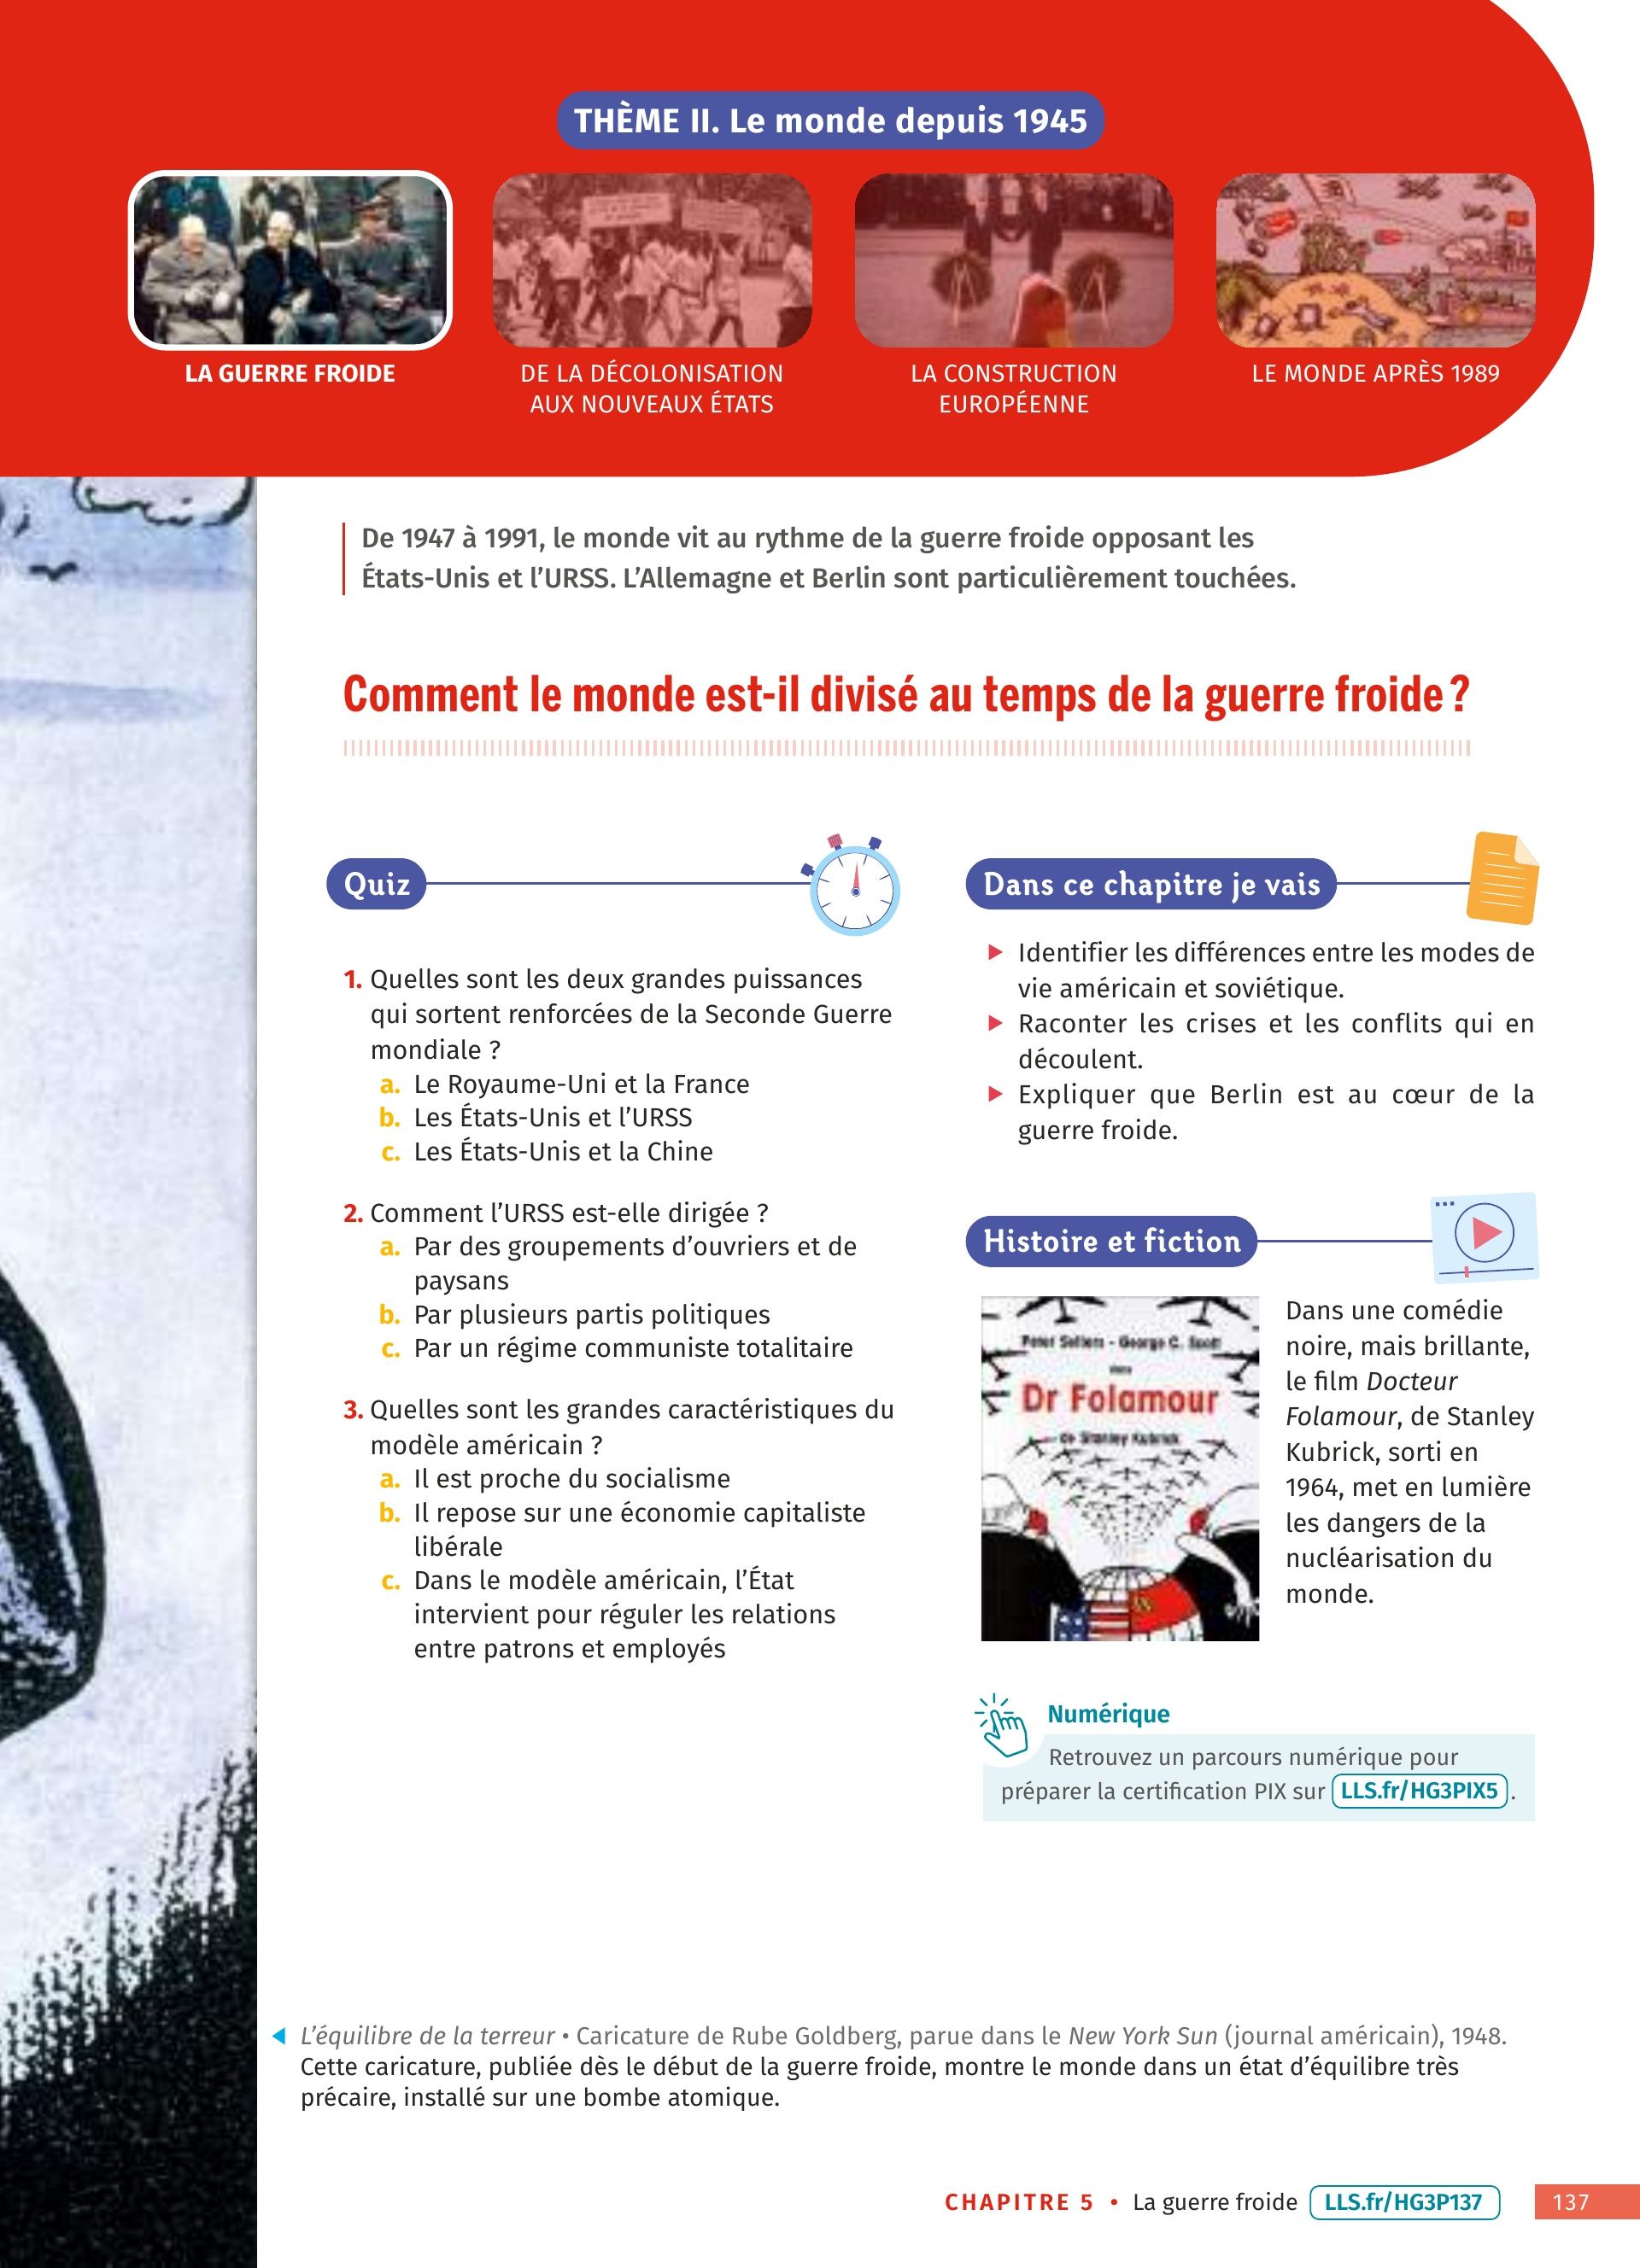 THÈME II. Le monde depuis 1945
LA GUERRE FROIDE
DE LA DÉCOLONISATION
AUX NOUVEAUX ÉTATS
LA CONSTRUCTION
EUROPÉENNE
LE MONDE APRÈS 1989
De 1947 à 1991, le monde vit au rythme de la guerre froide opposant les
États-Unis et l’URSS. L’Allemagne et Berlin sont particulièrement touchées.
Comment le monde est-il divisé au temps de la guerre froide ?
Quiz
1. Quelles sont les deux grandes puissances
qui sortent renforcées de la Seconde Guerre
mondiale ?
a. Le Royaume-Uni et la France
b. Les États-Unis et l’URSS
c. Les États-Unis et la Chine
2. Comment l’URSS est-elle dirigée ?
a. Par des groupements d’ouvriers et de
paysans
b. Par plusieurs partis politiques
c. Par un régime communiste totalitaire
3. Quelles sont les grandes caractéristiques du
modèle américain ?
a. Il est proche du socialisme
b. Il repose sur une économie capitaliste
libérale
c. Dans le modèle américain, l’État
intervient pour réguler les relations
entre patrons et employés
Dans ce chapitre je vais
Identifier les différences entre les modes de
vie américain et soviétique.
Raconter les crises et les conflits qui en
découlent.
Expliquer que Berlin est au cœur de la
guerre froide.
Histoire et fiction
Peter Sellers - George C. Scott
Dr Folamour
de Stanley Kubrick
Dans une comédie
noire, mais brillante,
le film Docteur
Folamour, de Stanley
Kubrick, sorti en
1964, met en lumière
les dangers de la
nucléarisation du
monde.
Numérique
Retrouvez un parcours numérique pour
préparer la certification PIX sur LLS.fr/HG3PIX5 .
L’équilibre de la terreur • Caricature de Rube Goldberg, parue dans le New York Sun (journal américain), 1948.
Cette caricature, publiée dès le début de la guerre froide, montre le monde dans un état d’équilibre très
précaire, installé sur une bombe atomique.
CHAPITRE 5 • La guerre froide LLS.fr/HG3P137 137